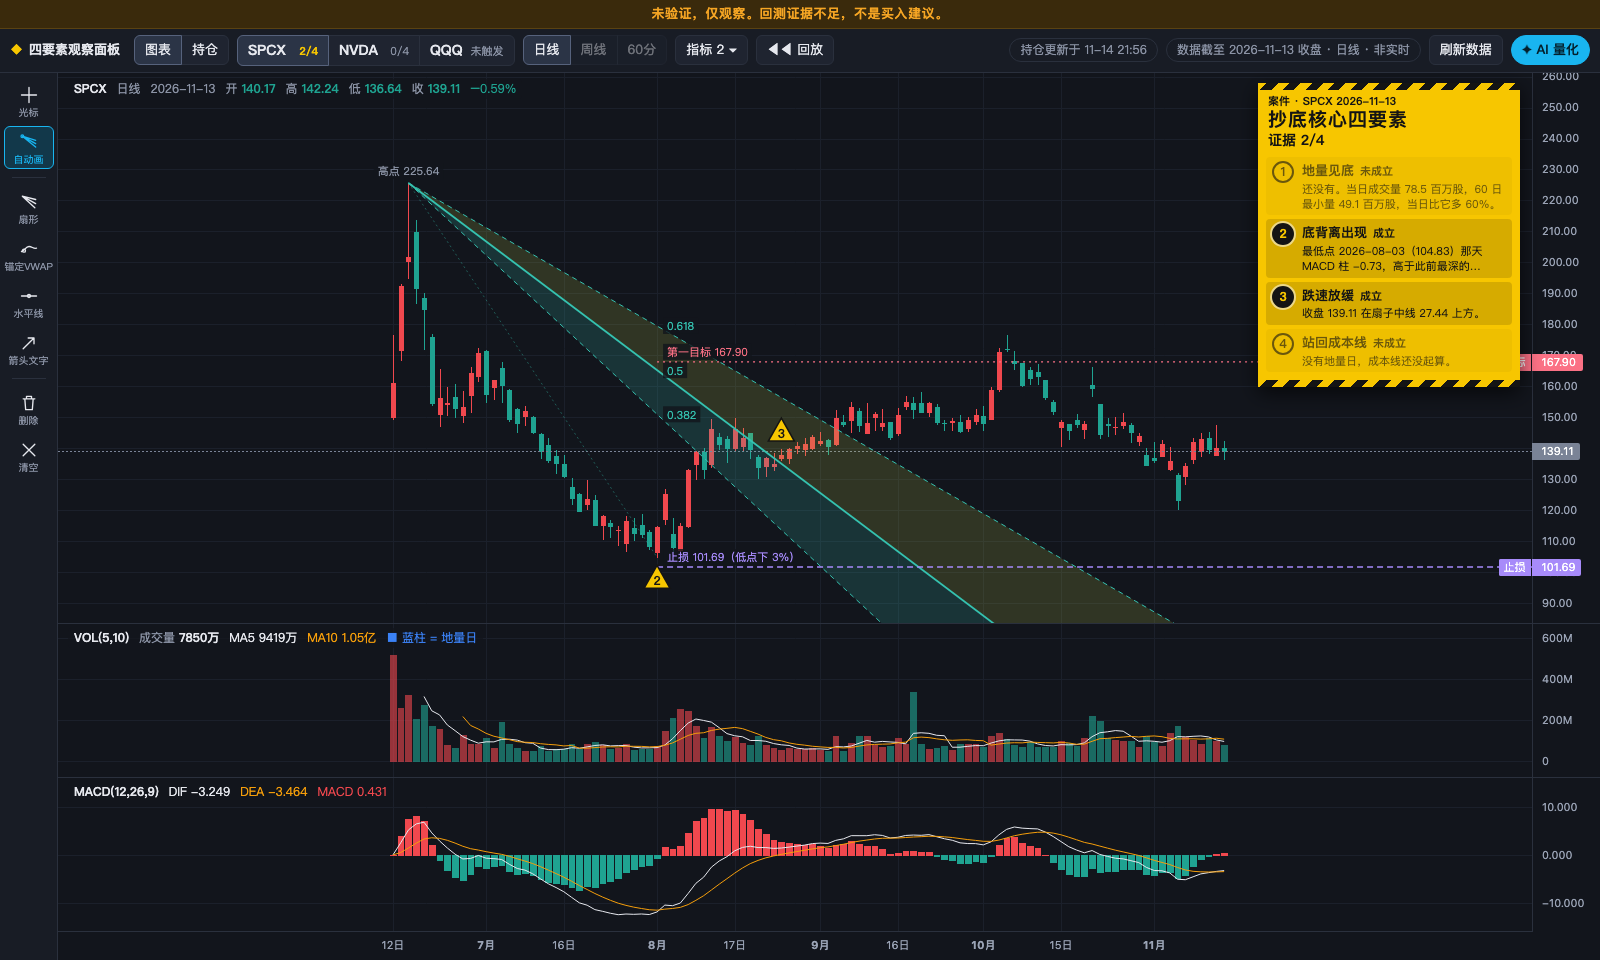 未验证，仅观察。回测证据不足，不是买入建议。
四要素观察面板 图表 持仓 SPCX 2/4 NVDA 0/4 QQQ 未触发 日线 周线 60分 指标 2 回放 持仓更新于 11-14 21:56 数据截至 2026-11-13 收盘 · 日线 · 非实时 刷新数据 AI 量化
光标
自动画
扇形
锚定VWAP
水平线
箭头文字
删除
清空
SPCX 日线 2026-11-13 开 140.17 高 142.24 低 136.64 收 139.11 −0.59%
高点 225.64
0.618
第一目标 167.90
0.5
0.382
3
止损 101.69（低点下 3%）
2
案件 · SPCX 2026-11-13
抄底核心四要素
证据 2/4
1 地量见底 未成立
还没有。当日成交量 78.5 百万股，60 日
最小量 49.1 百万股，当日比它多 60%。
2 底背离出现 成立
最低点 2026-08-03（104.83）那天
MACD 柱 −0.73，高于此前最深的…
3 跌速放缓 成立
收盘 139.11 在扇子中线 27.44 上方。
4 站回成本线 未成立
没有地量日，成本线还没起算。
260.00
250.00
240.00
230.00
220.00
210.00
200.00
190.00
180.00
167.90
160.00
150.00
139.11
130.00
120.00
110.00
止损 101.69
90.00
VOL(5,10) 成交量 7850万 MA5 9419万 MA10 1.05亿 蓝柱 = 地量日
600M
400M
200M
0
MACD(12,26,9) DIF −3.249 DEA −3.464 MACD 0.431
10.000
0.000
−10.000
12日 7月 16日 8月 17日 9月 16日 10月 15日 11月